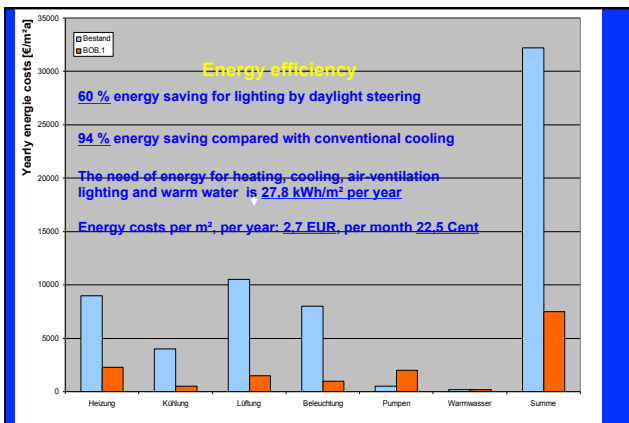 Yearly energie costs [€/m²a]
35000
30000
25000
20000
15000
10000
5000
0
Bestand
BOB.1
Energy efficiency
60 % energy saving for lighting by daylight steering
94 % energy saving compared with conventional cooling
The need of energy for heating, cooling, air-ventilation
lighting and warm water is 27,8 kWh/m² per year
Energy costs per m², per year: 2,7 EUR, per month 22,5 Cent
Heizung Kühlung Lüftung Beleuchtung Pumpen Warmwasser Summe